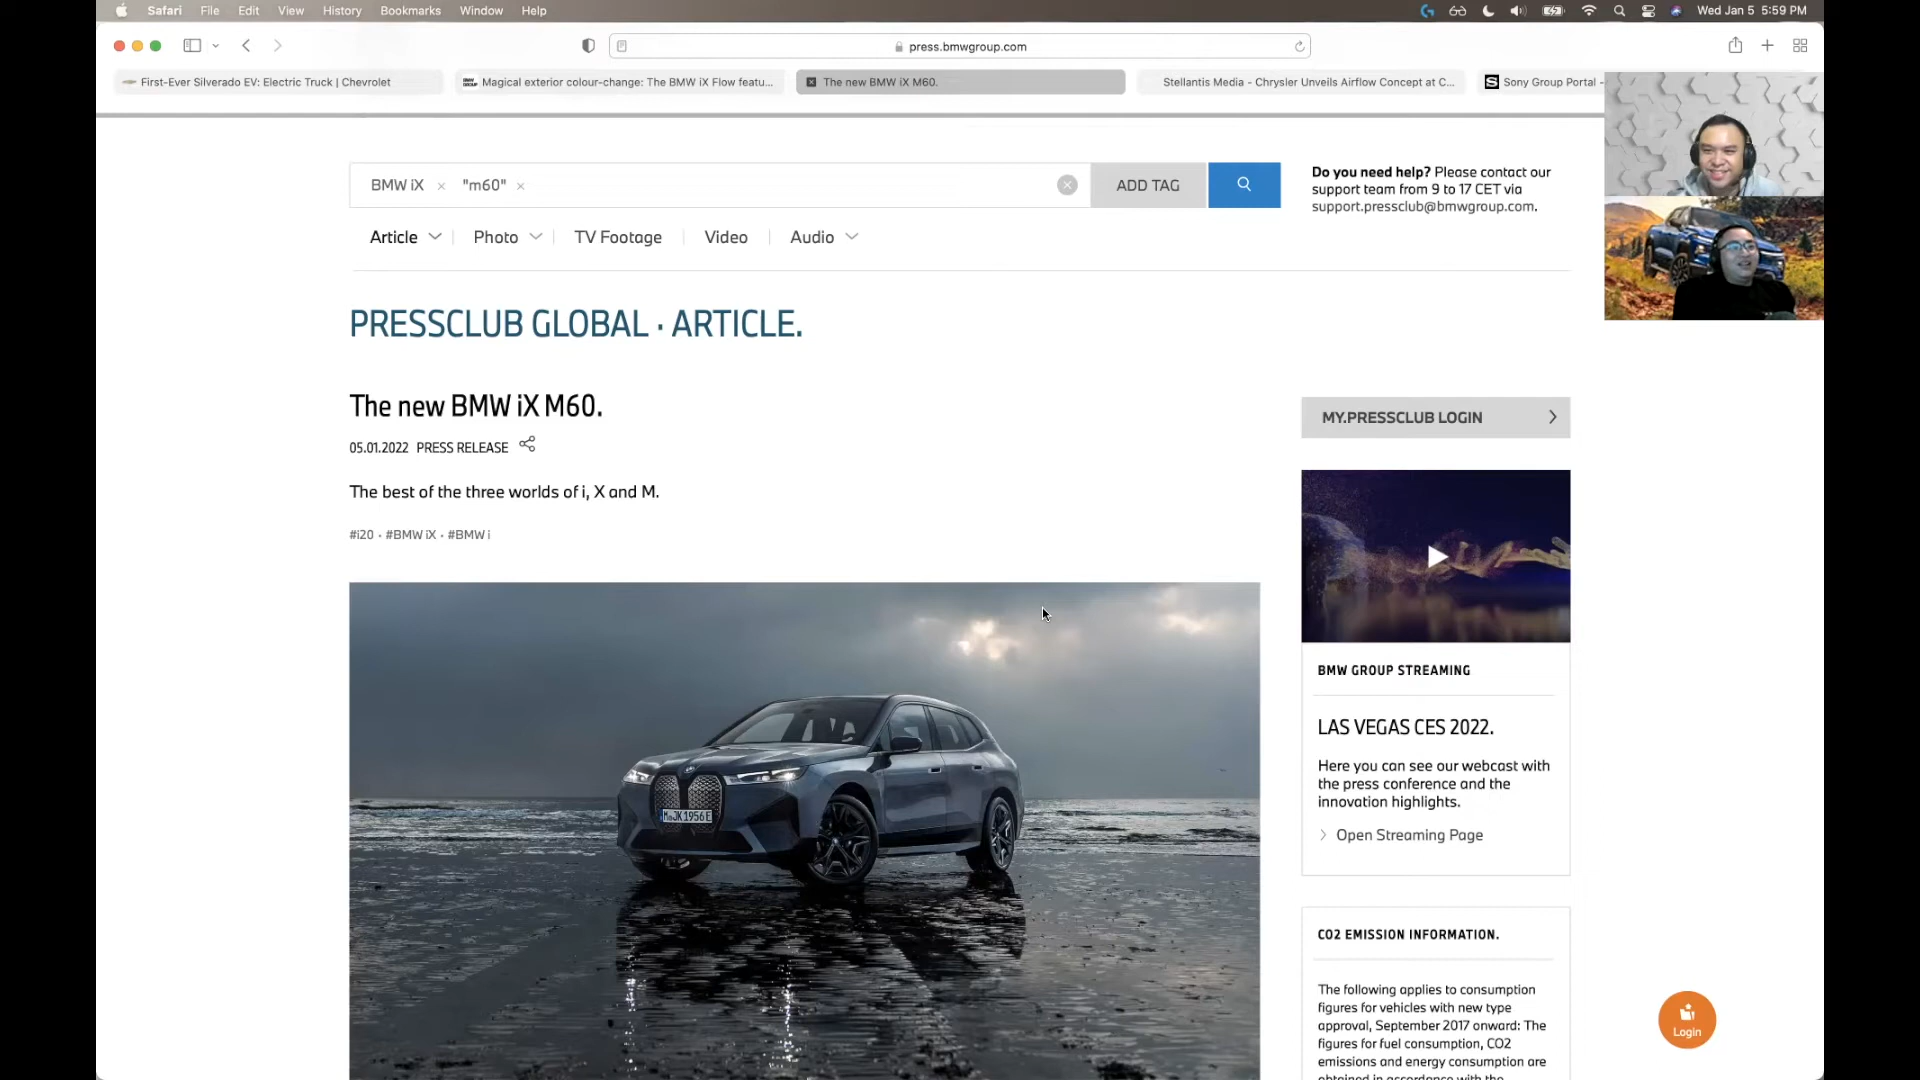 Safari File Edit View History Bookmarks Window Help Wed Jan 5 5:59 PM
press.bmwgroup.com
First-Ever Silverado EV: Electric Truck | Chevrolet
Magical exterior colour-change: The BMW iX Flow featu...
The new BMW iX M60.
Stellantis Media - Chrysler Unveils Airflow Concept at C...
S Sony Group Portal -
BMW iX × "m60" × ADD TAG
Do you need help? Please contact our
support team from 9 to 17 CET via
support.pressclub@bmwgroup.com.
Article Photo TV Footage Video Audio
PRESSCLUB GLOBAL · ARTICLE.
The new BMW iX M60.
05.01.2022 PRESS RELEASE
The best of the three worlds of i, X and M.
#i20 · #BMW iX · #BMW i
M JK1956E
MY.PRESSCLUB LOGIN
BMW GROUP STREAMING
LAS VEGAS CES 2022.
Here you can see our webcast with
the press conference and the
innovation highlights.
Open Streaming Page
CO2 EMISSION INFORMATION.
The following applies to consumption
figures for vehicles with new type
approval, September 2017 onward: The
figures for fuel consumption, CO2
emissions and energy consumption are
obtained in accordance with the
Login